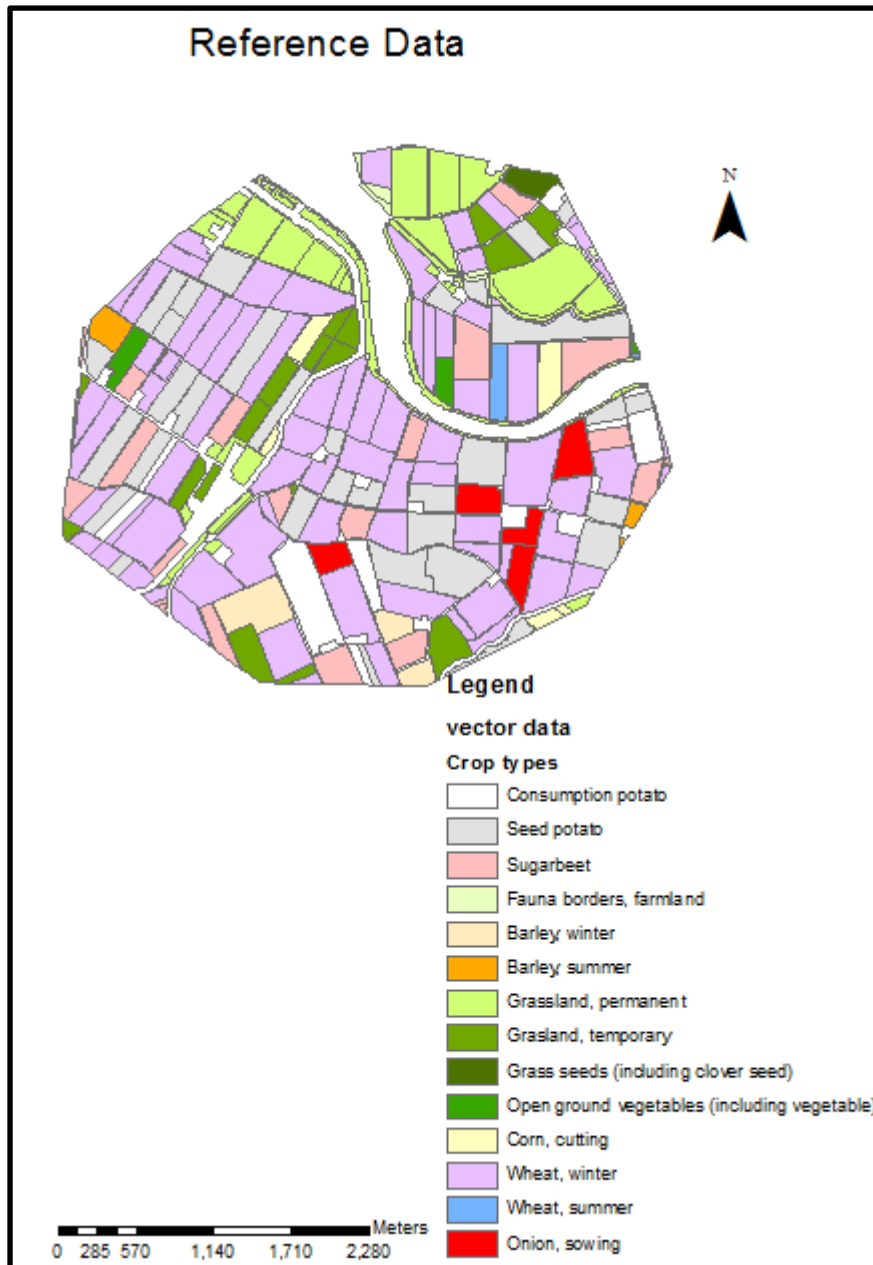 Reference Data
N
Legend
vector data
Crop types
Consumption potato
Seed potato
Sugarbeet
Fauna borders, farmland
Barley, winter
Barley, summer
Grassland, permanent
Grasland, temporary
Grass seeds (including clover seed)
Open ground vegetables (including vegetable)
Corn, cutting
Wheat, winter
Wheat, summer
Onion, sowing
Meters
0 285 570 1,140 1,710 2,280